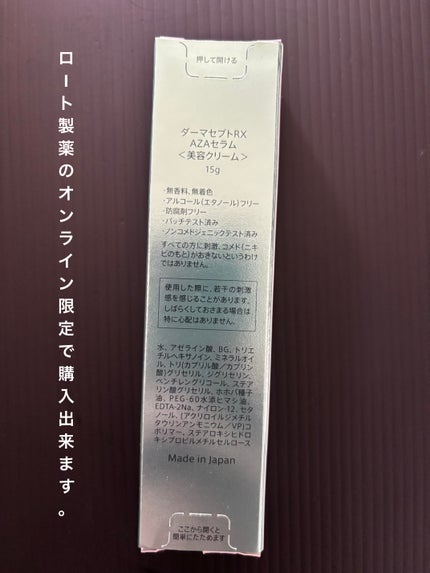 ロート製薬のオンライン限定で購入出来ます。
押して開ける
ダーマセプトRX
AZAセラム
＜美容クリーム＞
15g
・無香料、無着色
・アルコール（エタノール）フリー
・防腐剤フリー
・パッチテスト済み
・ノンコメドジェニックテスト済み
すべての方に刺激、コメド（ニキ
ビのもと）がおきないというわけ
ではありません。
使用した際に、若干の刺激
感を感じることがあります。
しばらくしておさまる場合は
特に心配はありません。
水、アゼライン酸、BG、トリエ
チルヘキサノイン、ミネラルオイ
ル、トリ（カプリル酸／カプリン
酸）グリセリル、ジグリセリン、
ペンチレングリコール、ステア
リン酸グリセリル、ホホバ種子
油、PEG-60水添ヒマシ油、
EDTA-2Na、ナイロン-12、セタ
ノール、（アクリロイルジメチル
タウリンアンモニウム／VP）コ
ポリマー、ステアロキシヒドロ
キシプロピルメチルセルロース
Made in Japan
ここから開くと
簡単にたためます